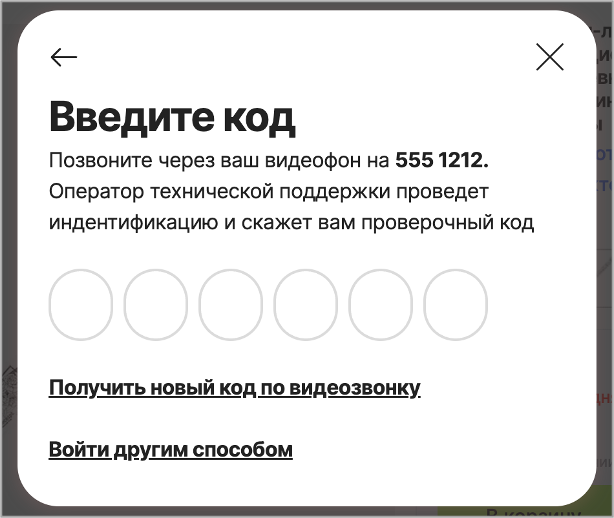 Введите код
Позвоните через ваш видеофон на 555 1212.
Оператор технической поддержки проведет
индентификацию и скажет вам проверочный код
Получить новый код по видеозвонку
Войти другим способом